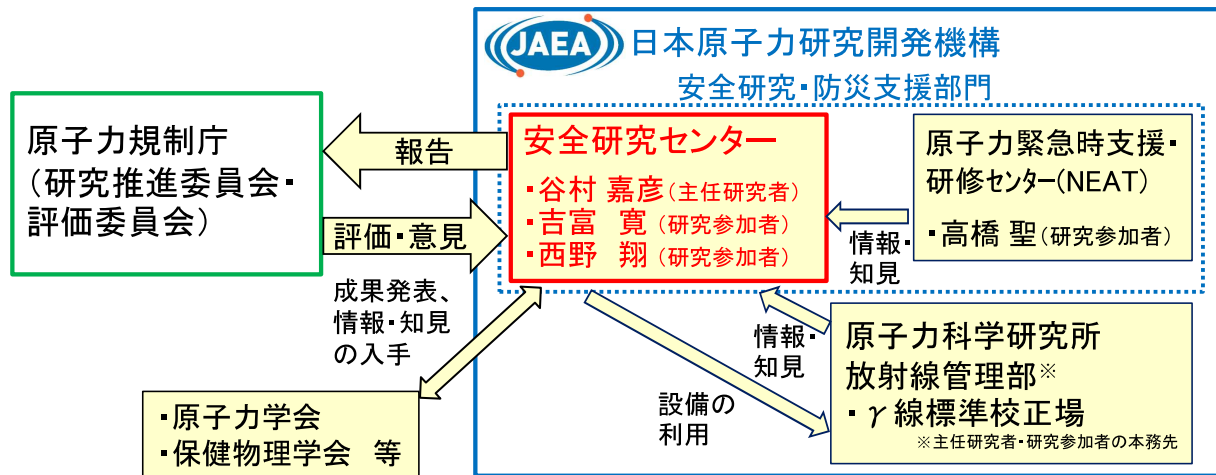 JAEA 日本原子力研究開発機構
安全研究・防災支援部門
原子力規制庁
(研究推進委員会・
評価委員会)
報告
評価・意見
安全研究センター
・谷村 嘉彦(主任研究者)
・吉富 寛(研究参加者)
・西野 翔(研究参加者)
原子力緊急時支援・
研修センター(NEAT)
・高橋 聖(研究参加者)
情報・
知見
成果発表、
情報・知見
の入手
・原子力学会
・保健物理学会 等
情報・
知見
設備の
利用
原子力科学研究所
放射線管理部※
・γ線標準校正場
※主任研究者・研究参加者の本務先